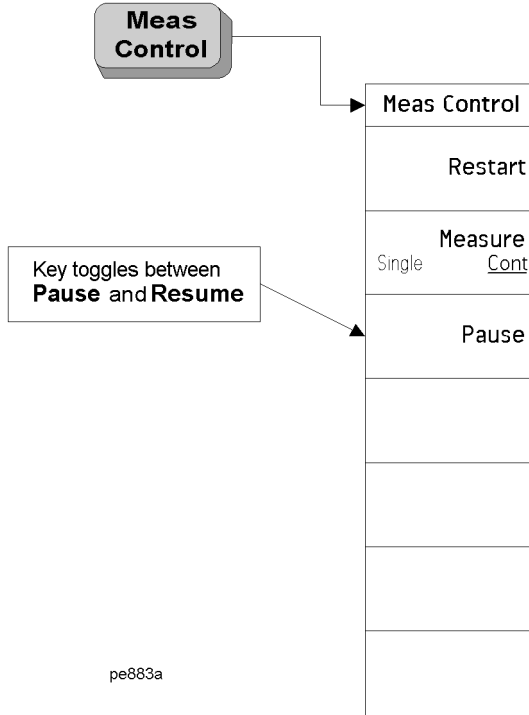 Meas
Control
Meas Control
Restart
Measure
Single Cont
Key toggles between
Pause and Resume
Pause
pe883a